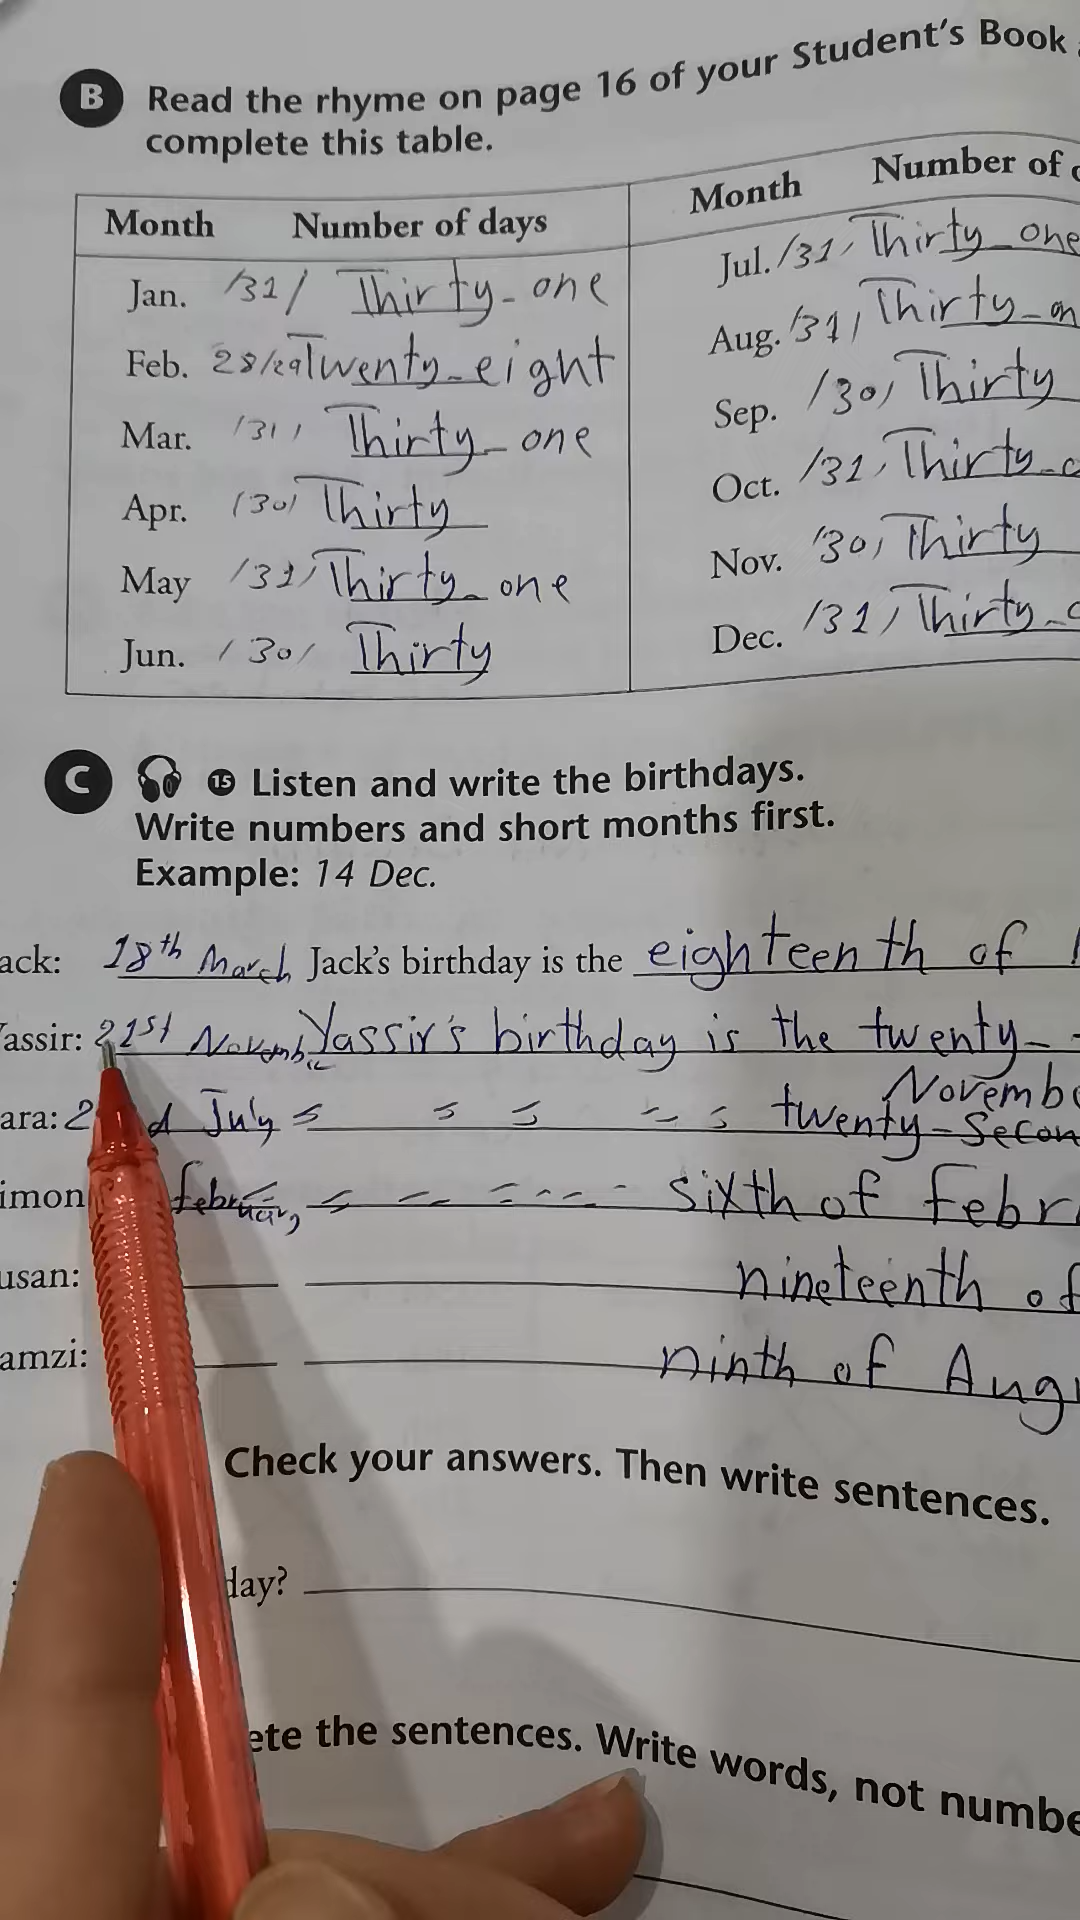 B Read the rhyme on page 16 of your Student's Book
complete this table.
Month Number of days Month Number of
Jan. /31/ Thirty-one Jul. /31/ Thirty-one
Feb. 28/29 Twenty-eight Aug. /31/ Thirty-on
Mar. /31/ Thirty-one Sep. /30/ Thirty
Apr. /30/ Thirty Oct. /31/ Thirty-
May /31/ Thirty-one Nov. /30/ Thirty
Jun. /30/ Thirty Dec. /31/ Thirty-
C 15 Listen and write the birthdays.
Write numbers and short months first.
Example: 14 Dec.
ack: 18th March Jack's birthday is the eighteenth of
assir: 21st Novemb Yassir's birthday is the twenty-
Novembe
ara: 2 d July twenty-Secon
imon february sixth of Febr
usan: nineteenth of
amzi: ninth of Augu
Check your answers. Then write sentences.
day?
ete the sentences. Write words, not numbe